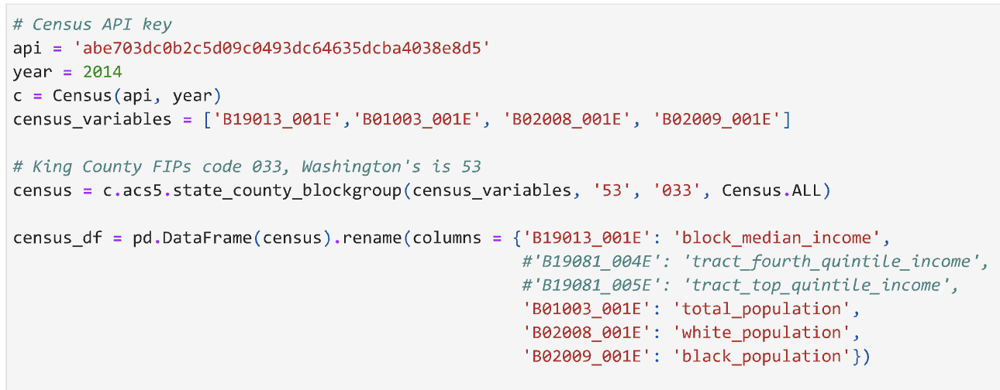 # Census API key
api = 'abe703dc0b2c5d09c0493dc64635dcba4038e8d5'
year = 2014
c = Census(api, year)
census_variables = ['B19013_001E','B01003_001E', 'B02008_001E', 'B02009_001E']
# King County FIPs code 033, Washington's is 53
census = c.acs5.state_county_blockgroup(census_variables, '53', '033', Census.ALL)
census_df = pd.DataFrame(census).rename(columns = {'B19013_001E': 'block_median_income',
#'B19081_004E': 'tract_fourth_quintile_income',
#'B19081_005E': 'tract_top_quintile_income',
'B01003_001E': 'total_population',
'B02008_001E': 'white_population',
'B02009_001E': 'black_population'})